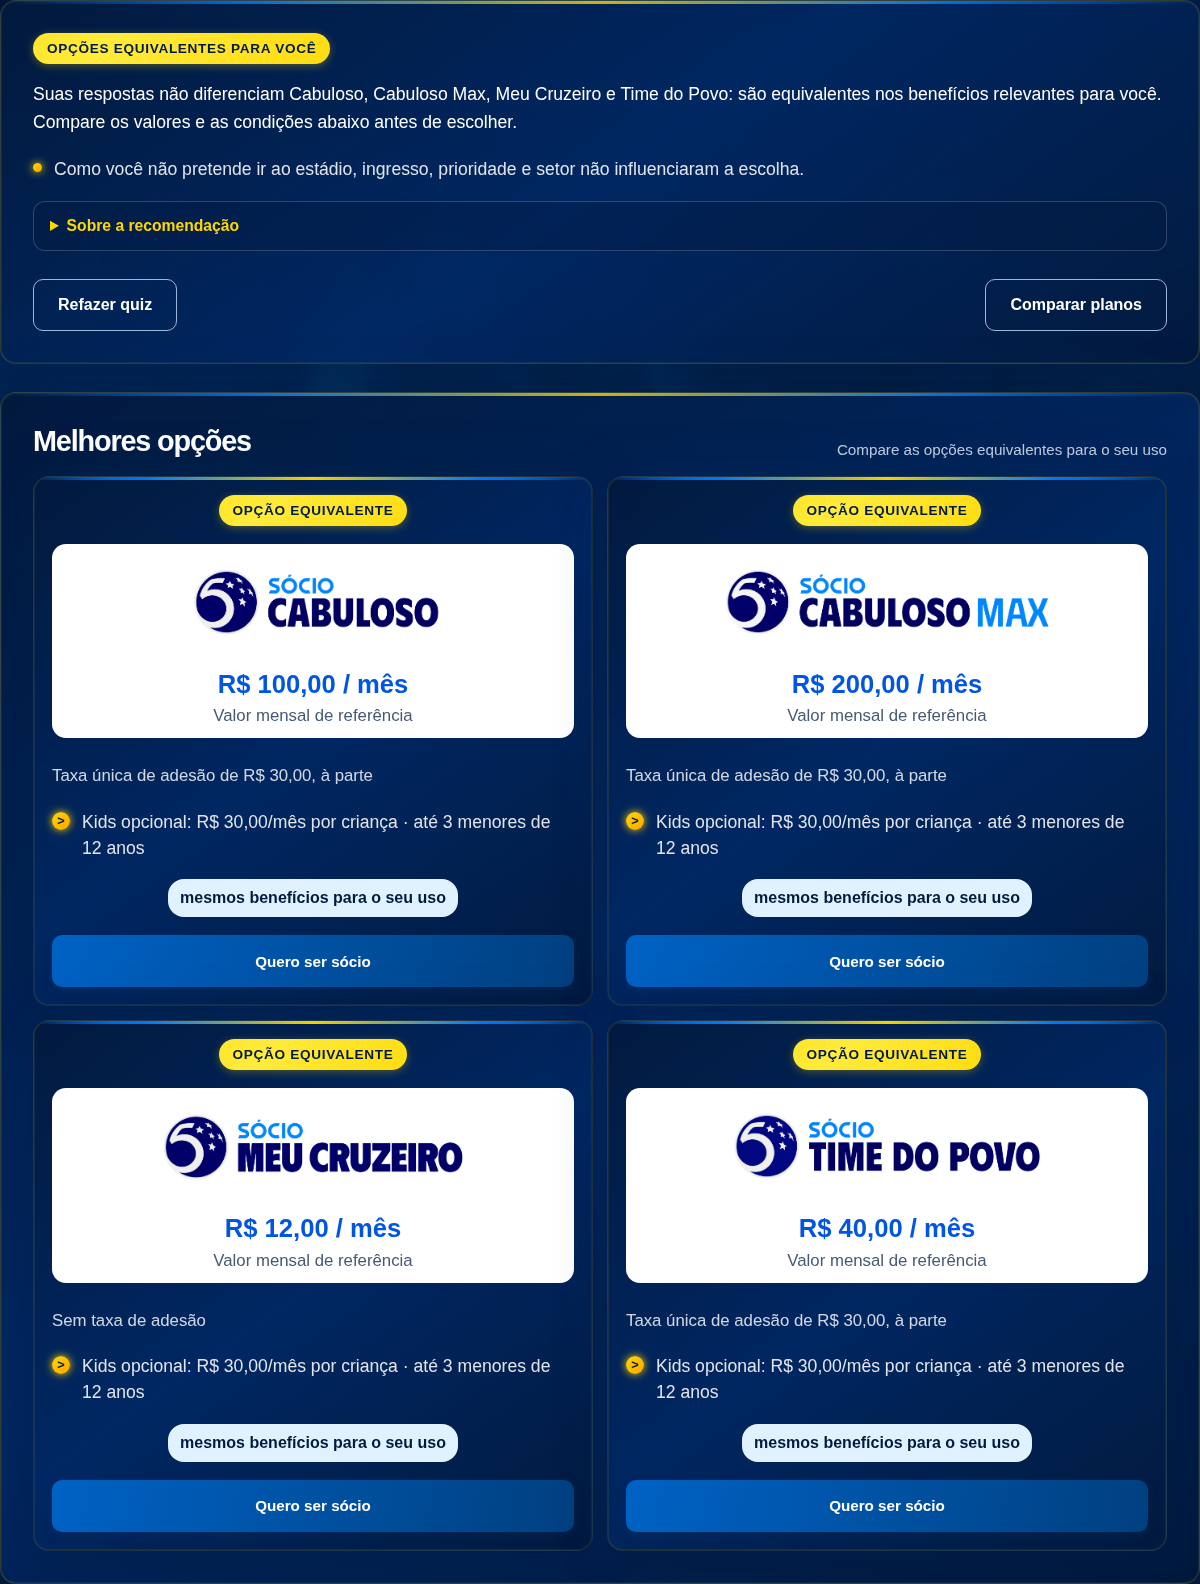 OPÇÕES EQUIVALENTES PARA VOCÊ
Suas respostas não diferenciam Cabuloso, Cabuloso Max, Meu Cruzeiro e Time do Povo: são equivalentes nos benefícios relevantes para você.
Compare os valores e as condições abaixo antes de escolher.
Como você não pretende ir ao estádio, ingresso, prioridade e setor não influenciaram a escolha.
Sobre a recomendação
Refazer quiz
Comparar planos
Melhores opções
Compare as opções equivalentes para o seu uso
OPÇÃO EQUIVALENTE
SÓCIO
CABULOSO
R$ 100,00 / mês
Valor mensal de referência
Taxa única de adesão de R$ 30,00, à parte
> Kids opcional: R$ 30,00/mês por criança · até 3 menores de
12 anos
mesmos benefícios para o seu uso
Quero ser sócio
OPÇÃO EQUIVALENTE
SÓCIO
CABULOSO MAX
R$ 200,00 / mês
Valor mensal de referência
Taxa única de adesão de R$ 30,00, à parte
> Kids opcional: R$ 30,00/mês por criança · até 3 menores de
12 anos
mesmos benefícios para o seu uso
Quero ser sócio
OPÇÃO EQUIVALENTE
SÓCIO
MEU CRUZEIRO
R$ 12,00 / mês
Valor mensal de referência
Sem taxa de adesão
> Kids opcional: R$ 30,00/mês por criança · até 3 menores de
12 anos
mesmos benefícios para o seu uso
Quero ser sócio
OPÇÃO EQUIVALENTE
SÓCIO
TIME DO POVO
R$ 40,00 / mês
Valor mensal de referência
Taxa única de adesão de R$ 30,00, à parte
> Kids opcional: R$ 30,00/mês por criança · até 3 menores de
12 anos
mesmos benefícios para o seu uso
Quero ser sócio